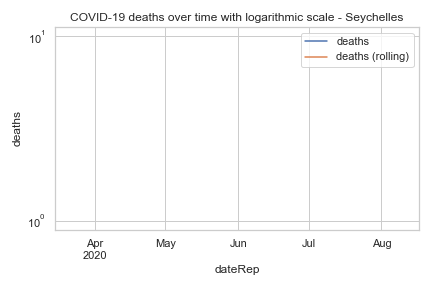 COVID-19 deaths over time with logarithmic scale - Seychelles
10¹
deaths
deaths (rolling)
deaths
10⁰
Apr May Jun Jul Aug
2020
dateRep